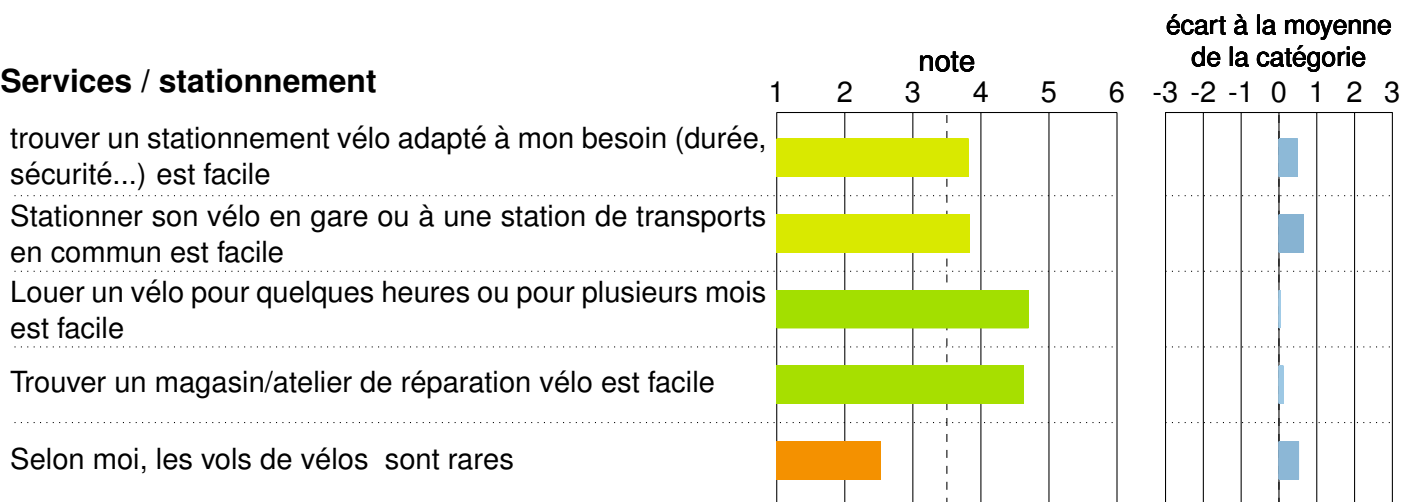 écart à la moyenne
de la catégorie
note
Services / stationnement
1 2 3 4 5 6 -3 -2 -1 0 1 2 3
trouver un stationnement vélo adapté à mon besoin (durée,
sécurité...) est facile
Stationner son vélo en gare ou à une station de transports
en commun est facile
Louer un vélo pour quelques heures ou pour plusieurs mois
est facile
Trouver un magasin/atelier de réparation vélo est facile
Selon moi, les vols de vélos sont rares